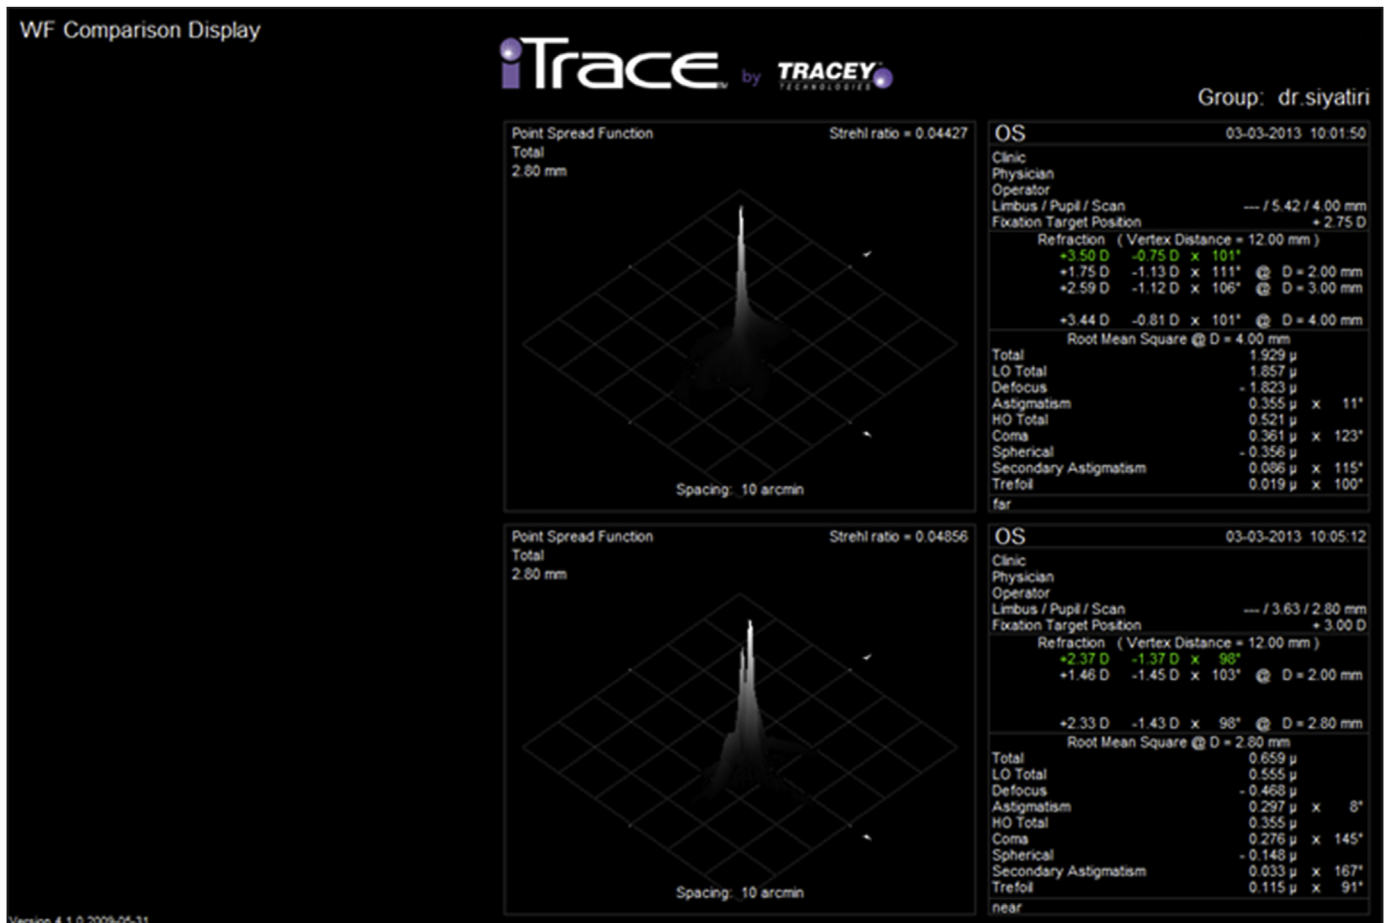 WF Comparison Display
iTrace by TRACEY
TECHNOLOGIES
Group: dr.siyatiri
Point Spread Function Strehl ratio = 0.04427
Total
2.80 mm
Spacing: 10 arcmin
OS 03-03-2013 10:01:50
Clinic
Physician
Operator
Limbus / Pupil / Scan --- / 5.42 / 4.00 mm
Fixation Target Position + 2.75 D
Refraction ( Vertex Distance = 12.00 mm )
+3.50 D -0.75 D x 101°
+1.75 D -1.13 D x 111° @ D = 2.00 mm
+2.59 D -1.12 D x 106° @ D = 3.00 mm
+3.44 D -0.81 D x 101° @ D = 4.00 mm
Root Mean Square @ D = 4.00 mm
Total 1.929 µ
LO Total 1.857 µ
Defocus - 1.823 µ
Astigmatism 0.355 µ x 11°
HO Total 0.521 µ
Coma 0.361 µ x 123°
Spherical - 0.356 µ
Secondary Astigmatism 0.086 µ x 115°
Trefoil 0.019 µ x 100°
far
Point Spread Function Strehl ratio = 0.04856
Total
2.80 mm
Spacing: 10 arcmin
OS 03-03-2013 10:05:12
Clinic
Physician
Operator
Limbus / Pupil / Scan --- / 3.63 / 2.80 mm
Fixation Target Position + 3.00 D
Refraction ( Vertex Distance = 12.00 mm )
+2.37 D -1.37 D x 98°
+1.46 D -1.45 D x 103° @ D = 2.00 mm
+2.33 D -1.43 D x 98° @ D = 2.80 mm
Root Mean Square @ D = 2.80 mm
Total 0.659 µ
LO Total 0.555 µ
Defocus - 0.468 µ
Astigmatism 0.297 µ x 8°
HO Total 0.355 µ
Coma 0.276 µ x 145°
Spherical - 0.148 µ
Secondary Astigmatism 0.033 µ x 167°
Trefoil 0.115 µ x 91°
near
Version 4.1.0 2009-05-31